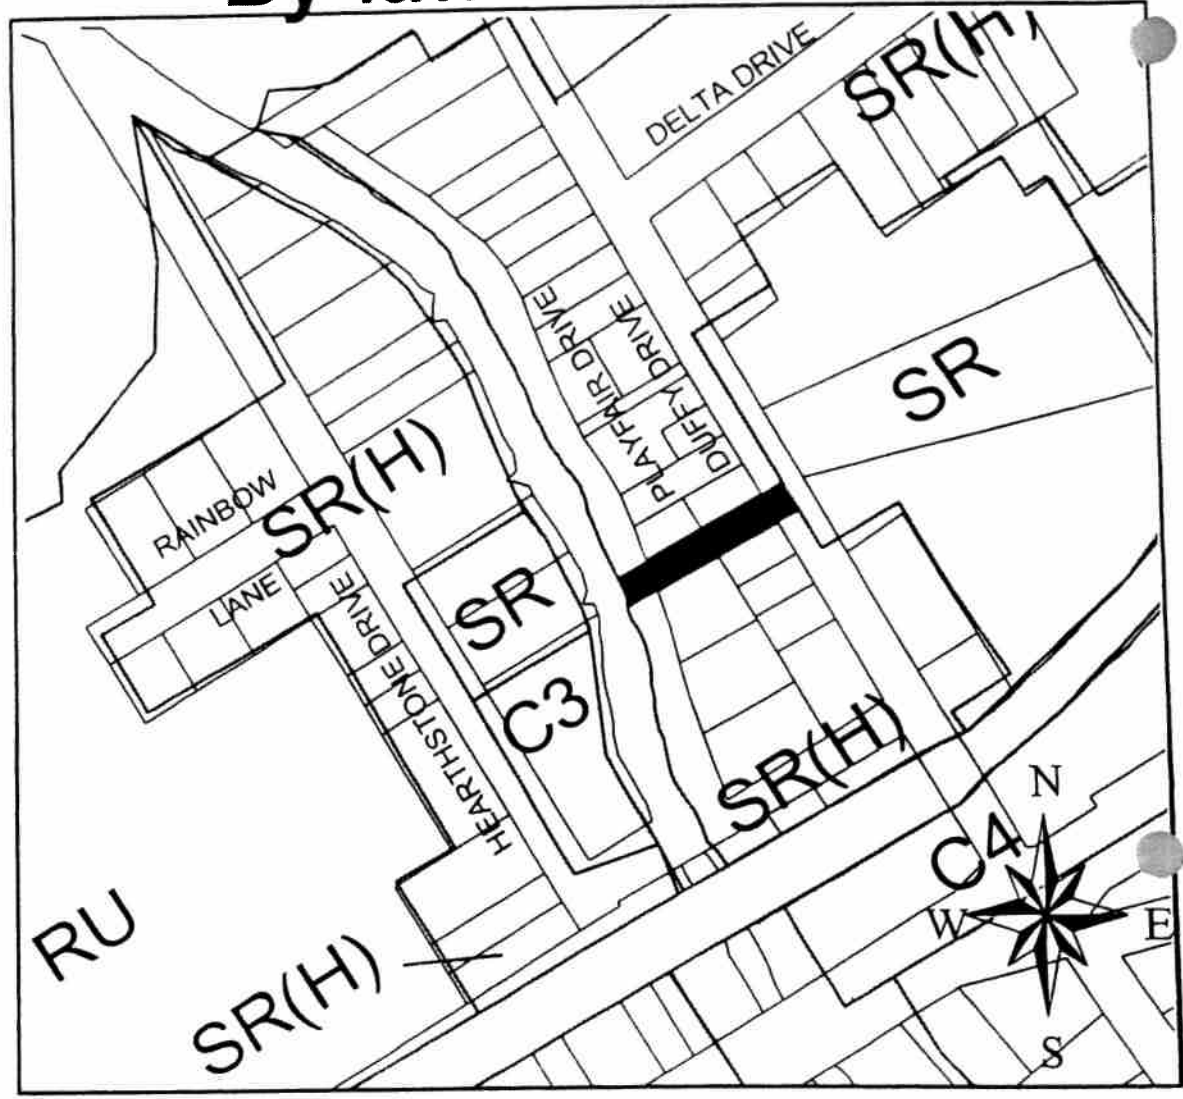 DELTA DRIVE
SR(H)
PLAYFAIR DRIVE
DUFFY DRIVE
SR
RAINBOW
LANE
SR(H)
HEARTHSTONE DRIVE
SR
C3
SR(H)
C4
N
W
E
S
RU
SR(H)